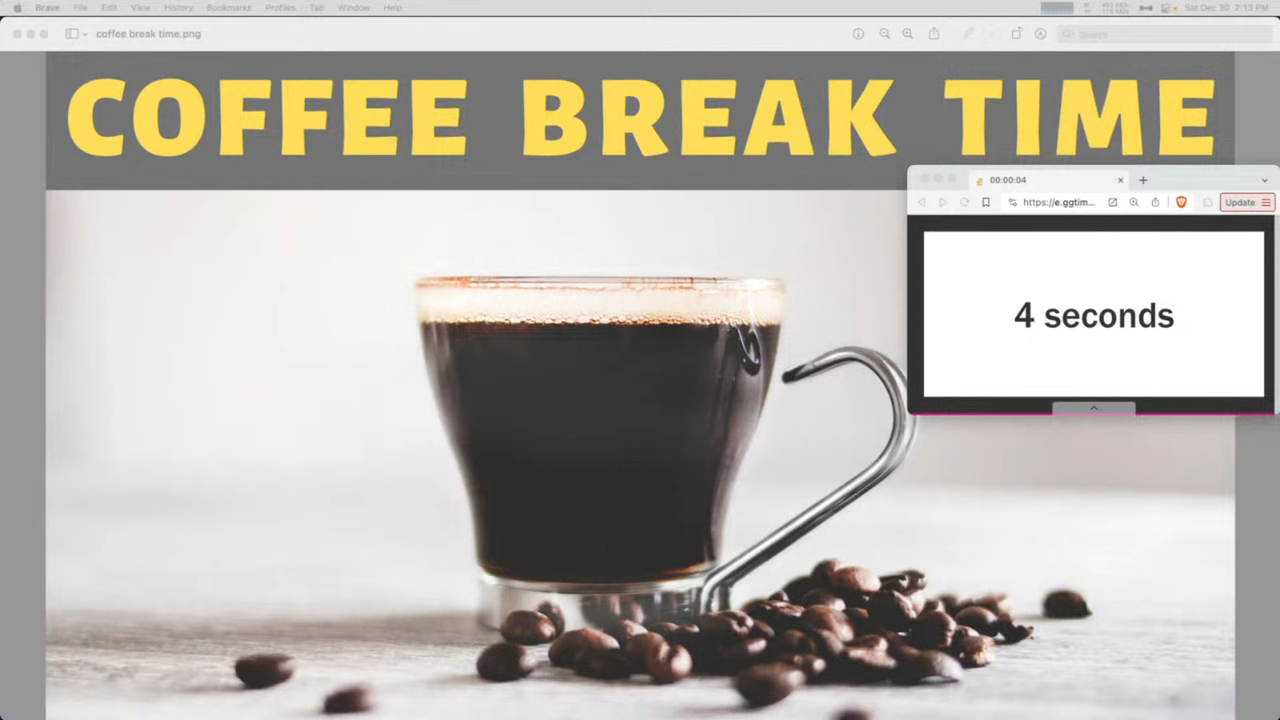 Brave File Edit View History Bookmarks Profiles Tab Window Help
Sat Dec 30 2:13 PM
coffee break time.png
Search
COFFEE BREAK TIME
00:00:04
https://e.ggtim...
Update
4 seconds